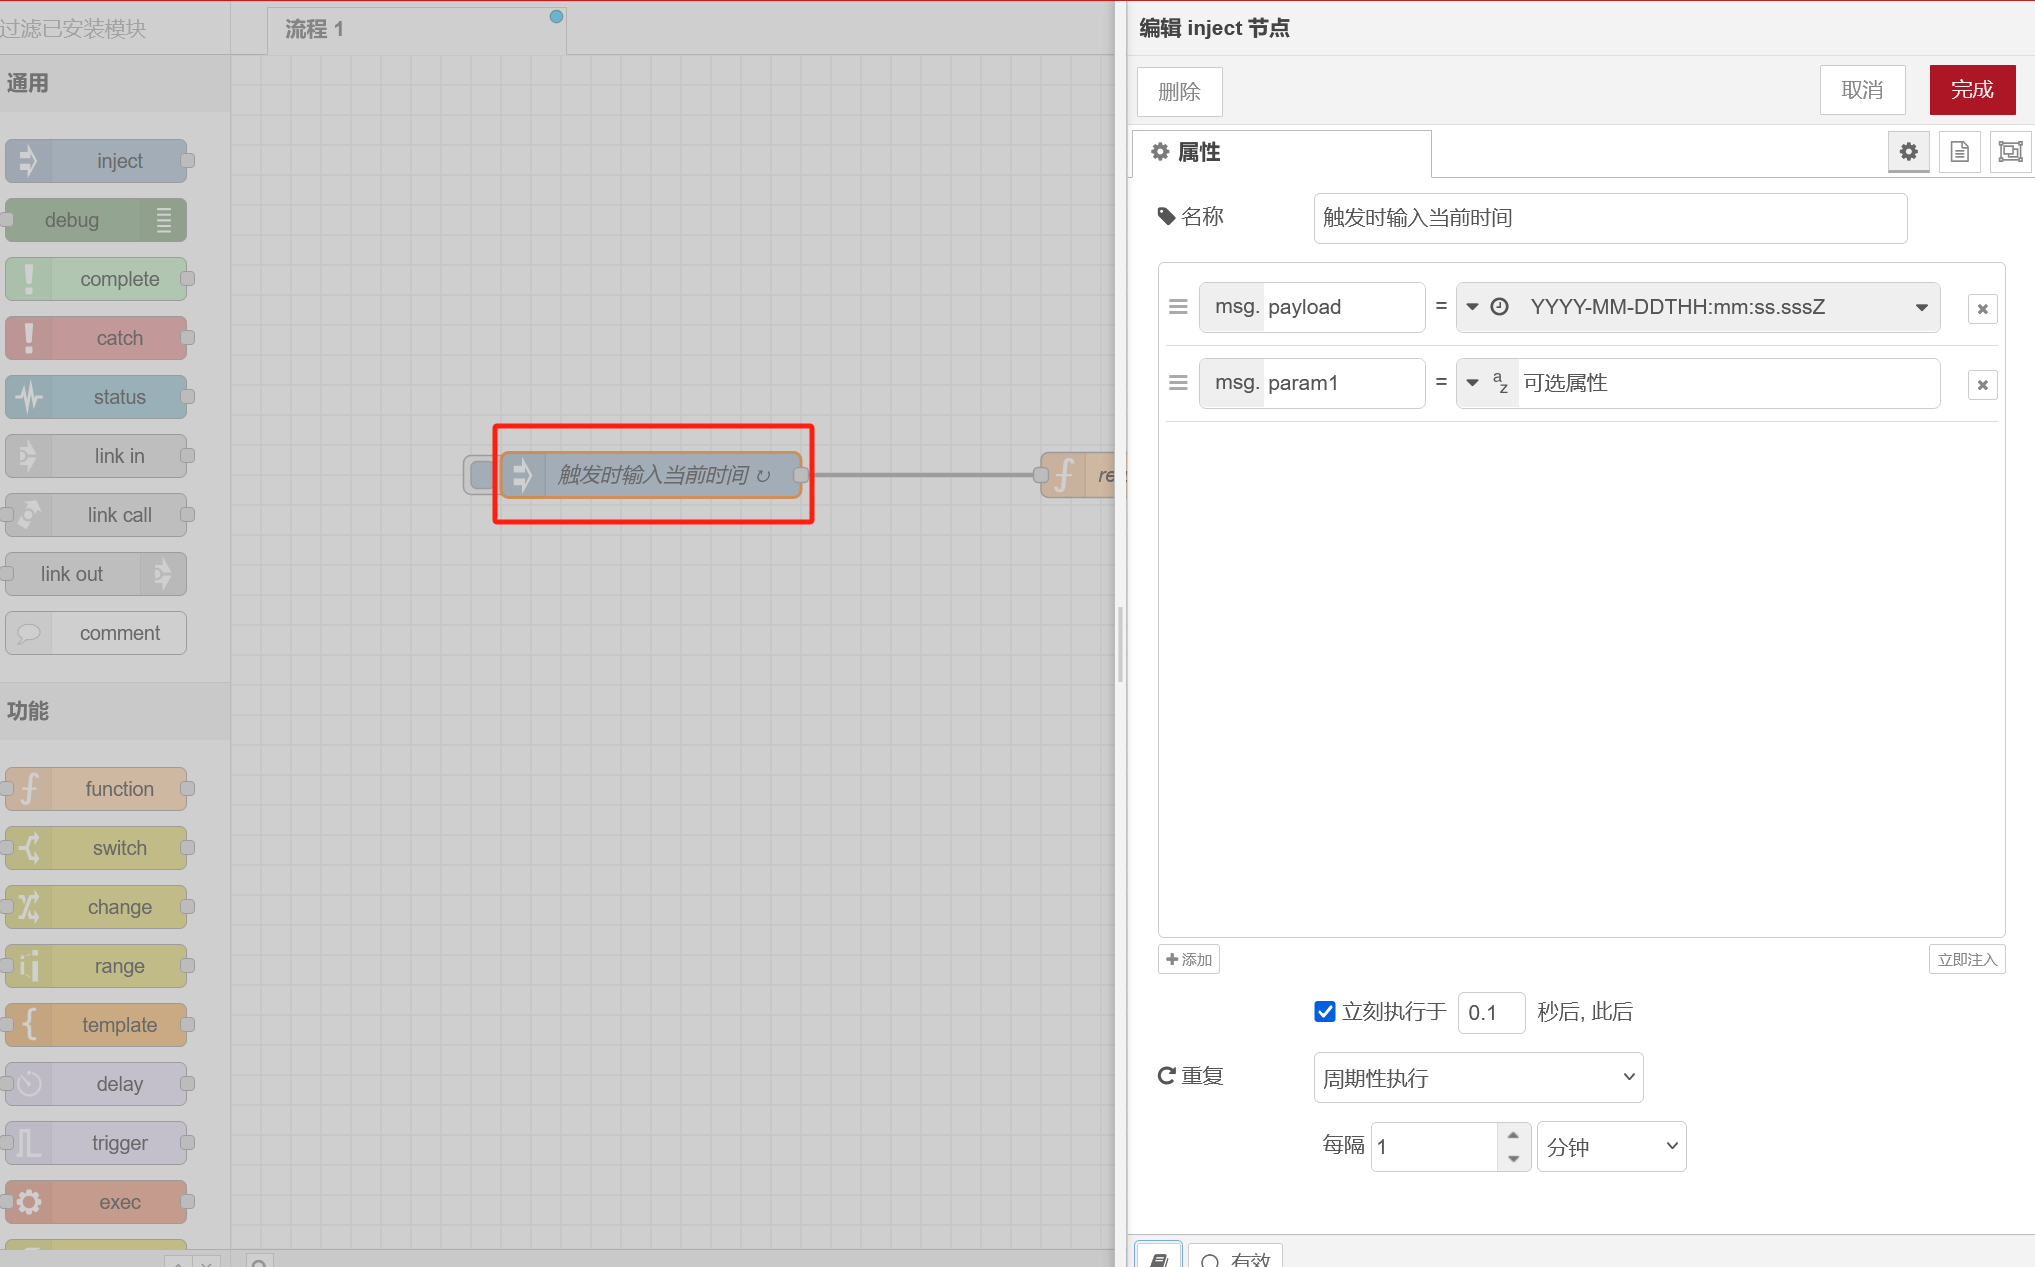 过滤已安装模块
流程 1
通用
inject
debug
complete
catch
status
link in
link call
link out
comment
功能
function
switch
change
range
template
delay
trigger
exec
触发时输入当前时间 ↻
re
编辑 inject 节点
删除
取消
完成
属性
名称
触发时输入当前时间
msg. payload = YYYY-MM-DDTHH:mm:ss.sssZ
msg. param1 = az 可选属性
添加
立即注入
立刻执行于 0.1 秒后, 此后
重复
周期性执行
每隔 1 分钟
有效